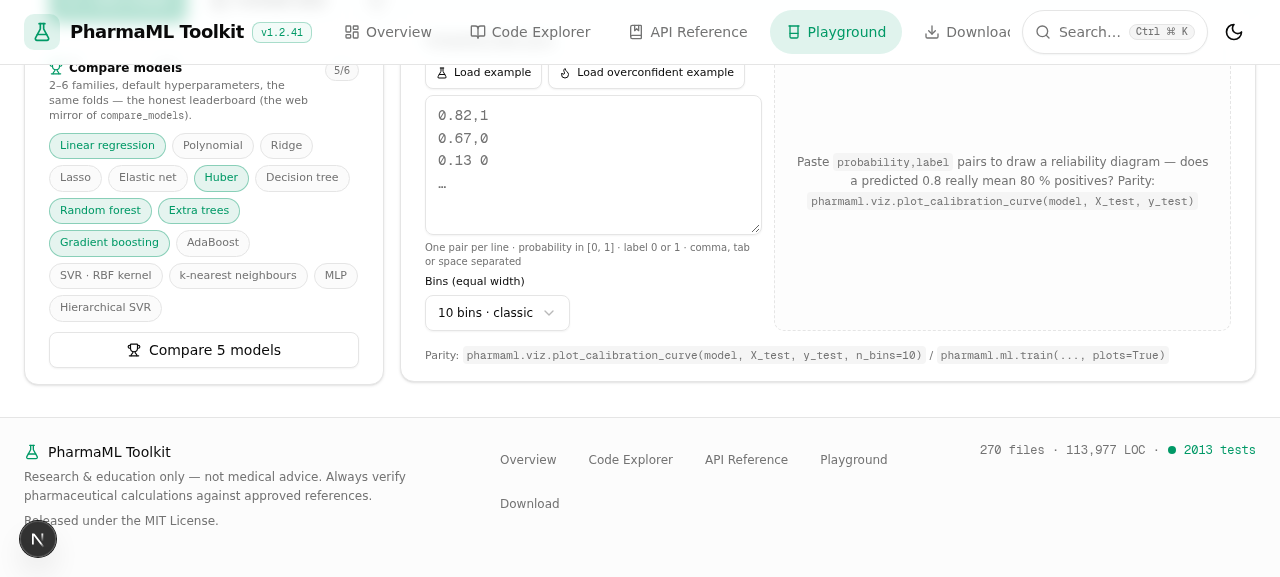 PharmaML Toolkit v1.2.41 Overview Code Explorer API Reference Playground Download Search… Ctrl ⌘ K
Compare models 5/6
2–6 families, default hyperparameters, the
same folds — the honest leaderboard (the web
mirror of compare_models).
Linear regression Polynomial Ridge
Lasso Elastic net Huber Decision tree
Random forest Extra trees
Gradient boosting AdaBoost
SVR · RBF kernel k-nearest neighbours MLP
Hierarchical SVR
Compare 5 models
Load example Load overconfident example
0.82,1
0.67,0
0.13 0
…
One pair per line · probability in [0, 1] · label 0 or 1 · comma, tab
or space separated
Bins (equal width)
10 bins · classic
Paste probability,label pairs to draw a reliability diagram — does
a predicted 0.8 really mean 80 % positives? Parity:
pharmaml.viz.plot_calibration_curve(model, X_test, y_test)
Parity: pharmaml.viz.plot_calibration_curve(model, X_test, y_test, n_bins=10) / pharmaml.ml.train(..., plots=True)
PharmaML Toolkit
Research & education only — not medical advice. Always verify
pharmaceutical calculations against approved references.
Released under the MIT License.
Overview Code Explorer API Reference Playground
Download
270 files · 113,977 LOC · 2013 tests
N